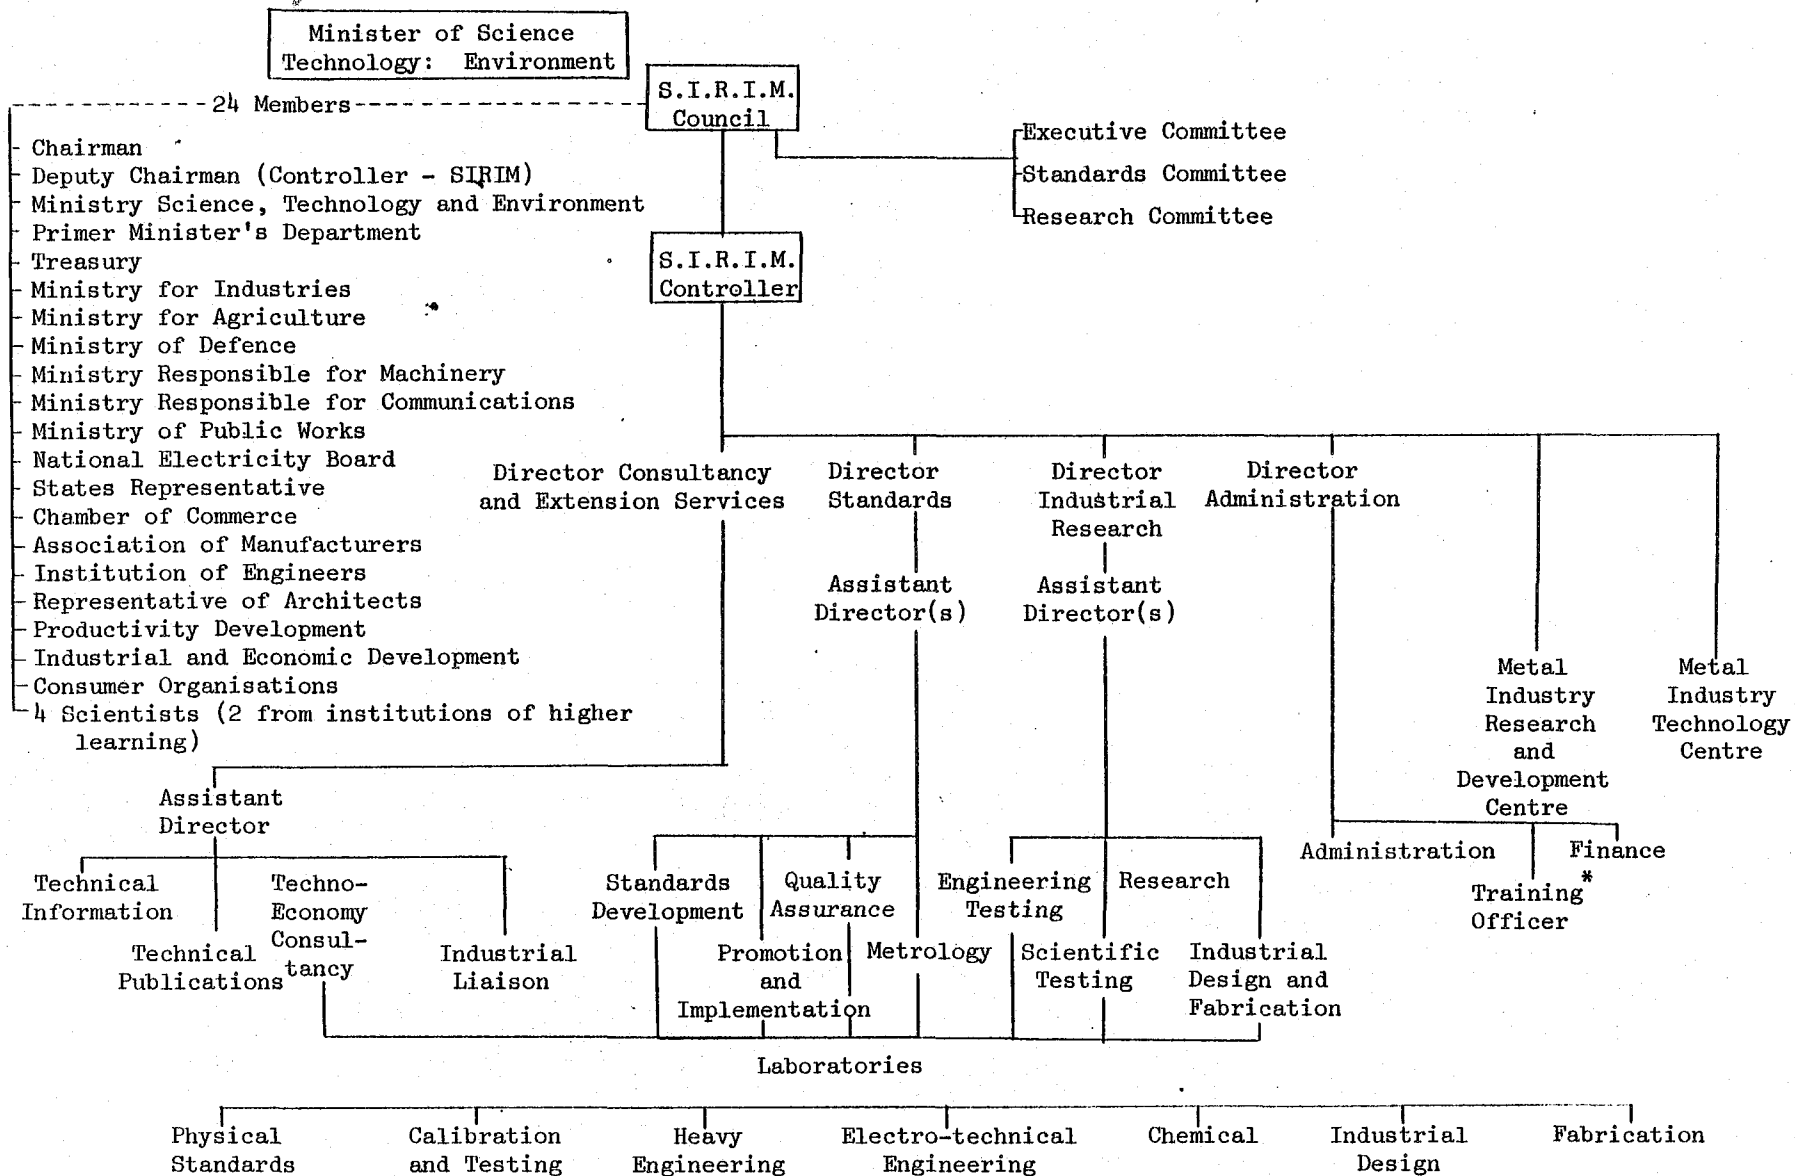 Minister of Science
Technology: Environment
S.I.R.I.M.
Council
24 Members
Chairman
Deputy Chairman (Controller - SIRIM)
Ministry Science, Technology and Environment
Primer Minister's Department
Treasury
Ministry for Industries
Ministry for Agriculture
Ministry of Defence
Ministry Responsible for Machinery
Ministry Responsible for Communications
Ministry of Public Works
National Electricity Board
States Representative
Chamber of Commerce
Association of Manufacturers
Institution of Engineers
Representative of Architects
Productivity Development
Industrial and Economic Development
Consumer Organisations
4 Scientists (2 from institutions of higher
learning)
Executive Committee
Standards Committee
Research Committee
S.I.R.I.M.
Controller
Director Consultancy
and Extension Services
Director
Standards
Director
Industrial
Research
Director
Administration
Assistant
Director(s)
Assistant
Director(s)
Metal
Industry
Research
and
Development
Centre
Metal
Industry
Technology
Centre
Assistant
Director
Technical
Information
Technical
Publications
Techno-
Economy
Consul-
tancy
Industrial
Liaison
Standards
Development
Promotion
and
Implementation
Quality
Assurance
Metrology
Engineering
Testing
Research
Scientific
Testing
Industrial
Design and
Fabrication
Administration
Training*
Officer
Finance
Laboratories
Physical
Standards
Calibration
and Testing
Heavy
Engineering
Electro-technical
Engineering
Chemical
Industrial
Design
Fabrication